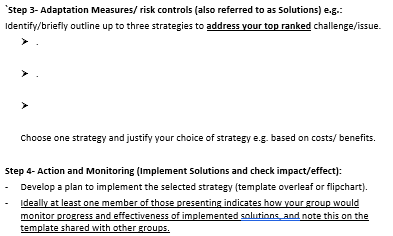 `Step 3- Adaptation Measures/ risk controls (also referred to as Solutions) e.g.:
Identify/briefly outline up to three strategies to address your top ranked challenge/issue.
➢ .
➢ .
➢
Choose one strategy and justify your choice of strategy e.g. based on costs/ benefits.
Step 4- Action and Monitoring (Implement Solutions and check impact/effect):
- Develop a plan to implement the selected strategy (template overleaf or flipchart).
- Ideally at least one member of those presenting indicates how your group would
monitor progress and effectiveness of implemented solutions, and note this on the
template shared with other groups.